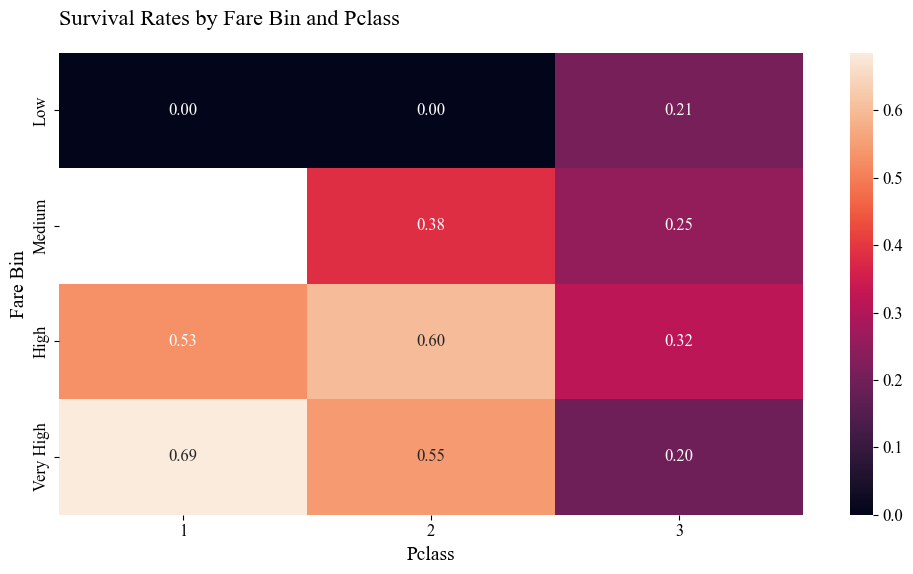 Survival Rates by Fare Bin and Pclass
Low
0.00 0.00 0.21
Medium
0.38 0.25
High
0.53 0.60 0.32
Very High
0.69 0.55 0.20
Fare Bin
1 2 3
Pclass
0.6
0.5
0.4
0.3
0.2
0.1
0.0